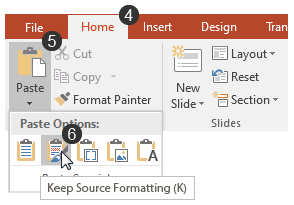 4
File Home Insert Design Tran
5
Paste
Cut
Copy
Format Painter
New
Slide
Layout
Reset
Section
Slides
Paste Options:
6
A
Keep Source Formatting (K)